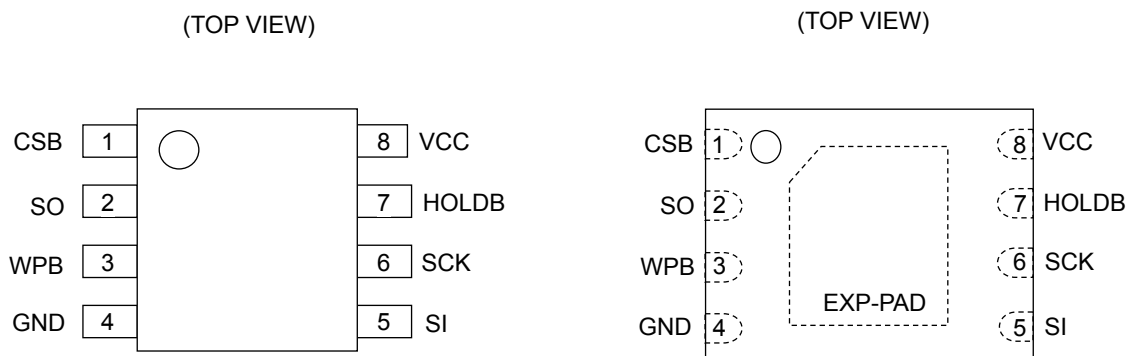 (TOP VIEW)
CSB 1 8 VCC
SO 2 7 HOLDB
WPB 3 6 SCK
GND 4 5 SI
(TOP VIEW)
CSB 1 8 VCC
SO 2 7 HOLDB
WPB 3 6 SCK
EXP-PAD
GND 4 5 SI